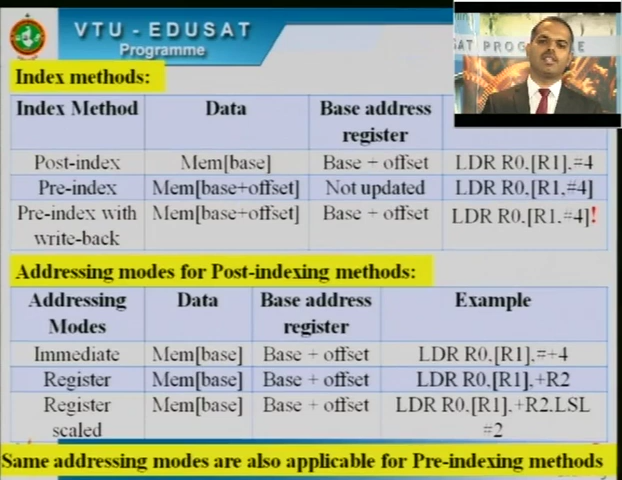 VTU - EDUSAT
Programme
SAT PROGRAMME
Index methods:
Index Method Data Base address register
Post-index Mem[base] Base + offset LDR R0,[R1],=4
Pre-index Mem[base+offset] Not updated LDR R0,[R1,#4]
Pre-index with write-back Mem[base+offset] Base + offset LDR R0,[R1,#4]!
Addressing modes for Post-indexing methods:
Addressing Modes Data Base address register Example
Immediate Mem[base] Base + offset LDR R0,[R1],=+4
Register Mem[base] Base + offset LDR R0,[R1],+R2
Register scaled Mem[base] Base + offset LDR R0,[R1],+R2,LSL #2
Same addressing modes are also applicable for Pre-indexing methods